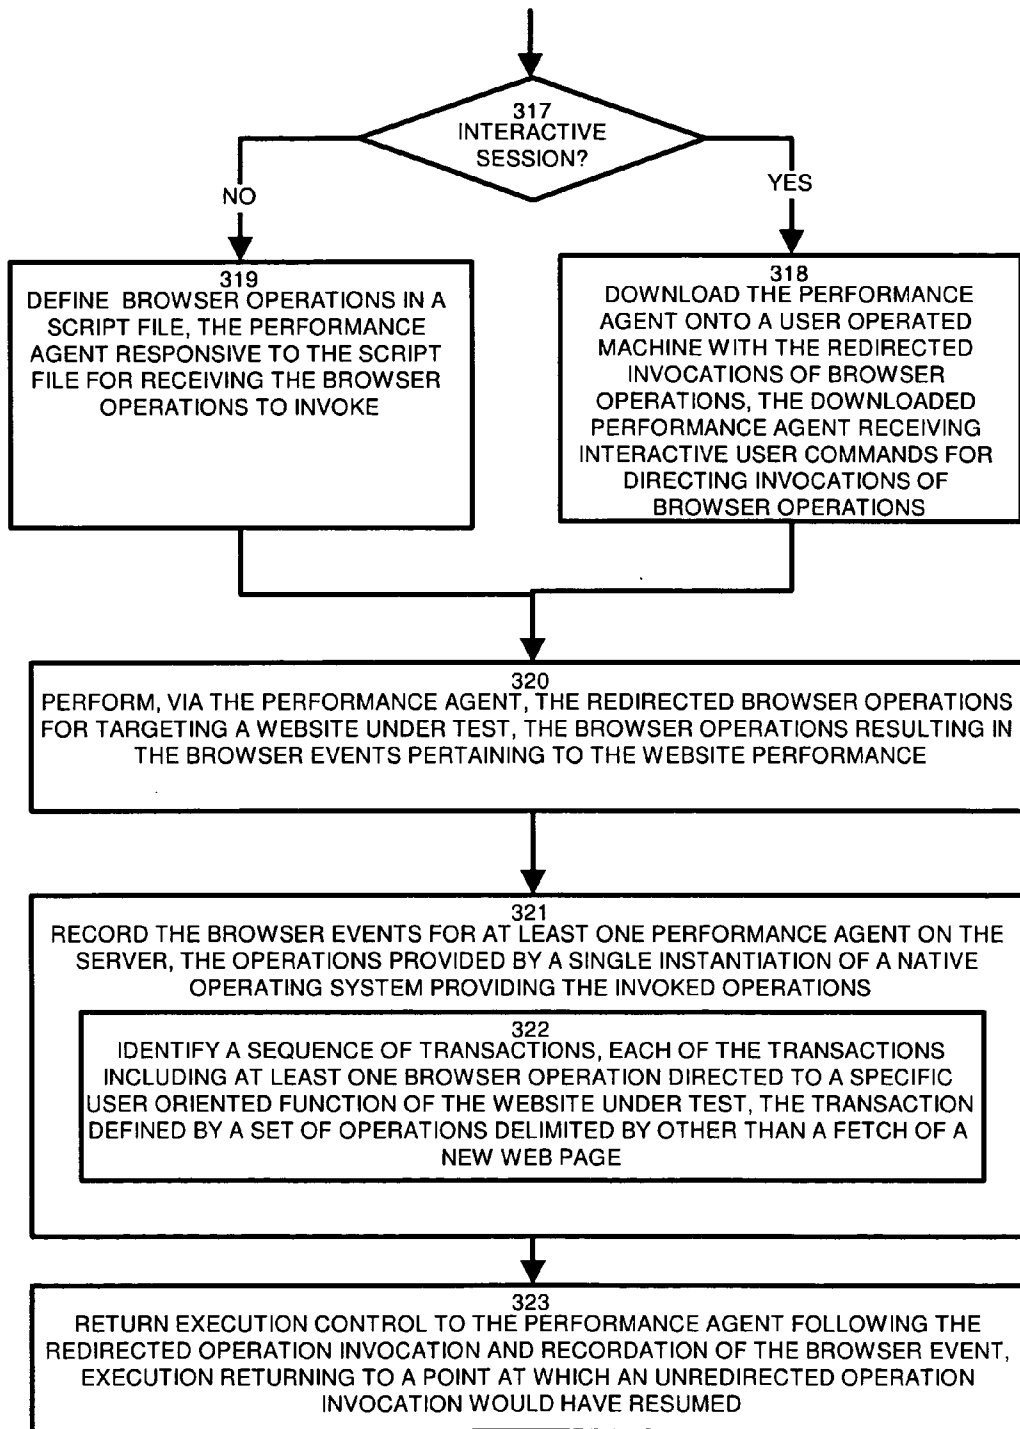 317
INTERACTIVE
SESSION?
NO
YES
319
DEFINE BROWSER OPERATIONS IN A
SCRIPT FILE, THE PERFORMANCE
AGENT RESPONSIVE TO THE SCRIPT
FILE FOR RECEIVING THE BROWSER
OPERATIONS TO INVOKE
318
DOWNLOAD THE PERFORMANCE
AGENT ONTO A USER OPERATED
MACHINE WITH THE REDIRECTED
INVOCATIONS OF BROWSER
OPERATIONS, THE DOWNLOADED
PERFORMANCE AGENT RECEIVING
INTERACTIVE USER COMMANDS FOR
DIRECTING INVOCATIONS OF
BROWSER OPERATIONS
320
PERFORM, VIA THE PERFORMANCE AGENT, THE REDIRECTED BROWSER OPERATIONS
FOR TARGETING A WEBSITE UNDER TEST, THE BROWSER OPERATIONS RESULTING IN
THE BROWSER EVENTS PERTAINING TO THE WEBSITE PERFORMANCE
321
RECORD THE BROWSER EVENTS FOR AT LEAST ONE PERFORMANCE AGENT ON THE
SERVER, THE OPERATIONS PROVIDED BY A SINGLE INSTANTIATION OF A NATIVE
OPERATING SYSTEM PROVIDING THE INVOKED OPERATIONS
322
IDENTIFY A SEQUENCE OF TRANSACTIONS, EACH OF THE TRANSACTIONS
INCLUDING AT LEAST ONE BROWSER OPERATION DIRECTED TO A SPECIFIC
USER ORIENTED FUNCTION OF THE WEBSITE UNDER TEST, THE TRANSACTION
DEFINED BY A SET OF OPERATIONS DELIMITED BY OTHER THAN A FETCH OF A
NEW WEB PAGE
323
RETURN EXECUTION CONTROL TO THE PERFORMANCE AGENT FOLLOWING THE
REDIRECTED OPERATION INVOCATION AND RECORDATION OF THE BROWSER EVENT,
EXECUTION RETURNING TO A POINT AT WHICH AN UNREDIRECTED OPERATION
INVOCATION WOULD HAVE RESUMED